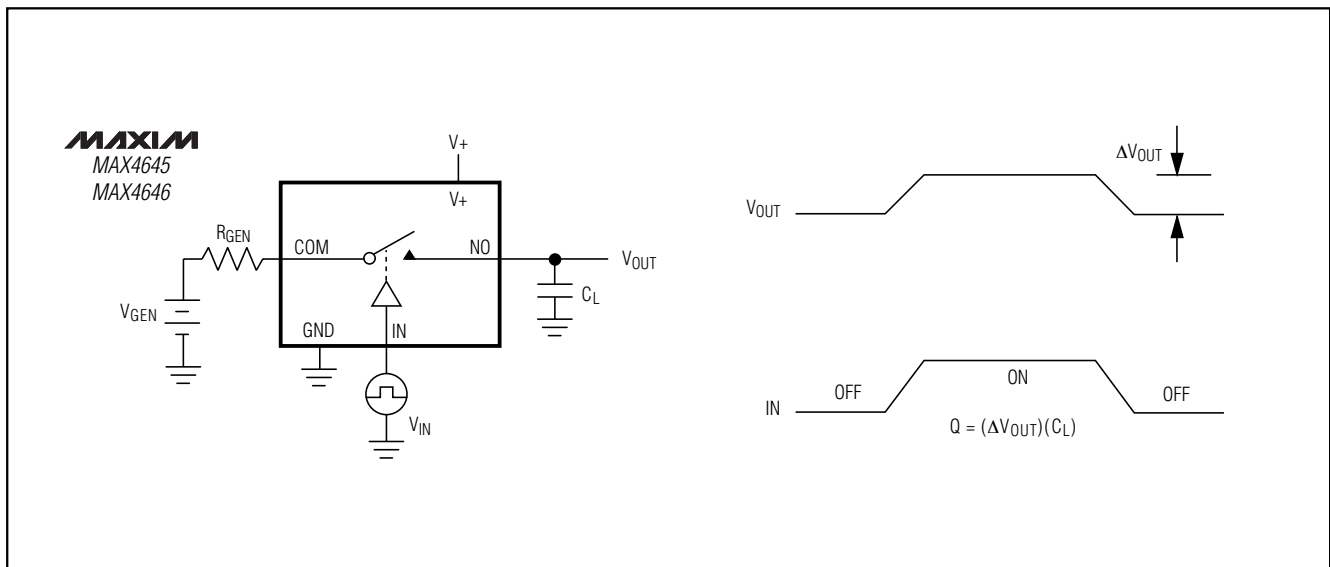 MAXIM
MAX4645
MAX4646
V+
V+
RGEN
COM
NO
VOUT
CL
VGEN
GND
IN
VIN
ΔVOUT
VOUT
OFF
ON
OFF
IN
Q = (ΔVOUT)(CL)